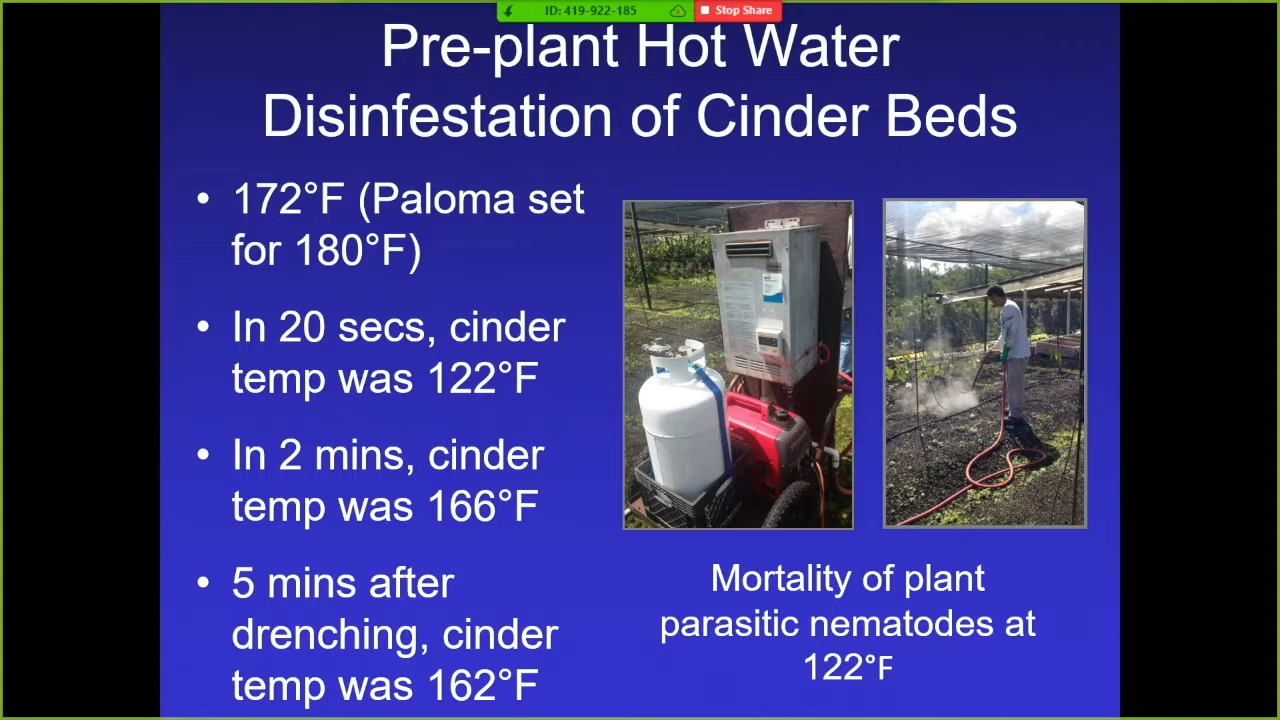 ID: 419-922-185
Stop Share
Pre-plant Hot Water
Disinfestation of Cinder Beds
• 172°F (Paloma set
for 180°F)
• In 20 secs, cinder
temp was 122°F
• In 2 mins, cinder
temp was 166°F
• 5 mins after
drenching, cinder
temp was 162°F
Mortality of plant
parasitic nematodes at
122°F